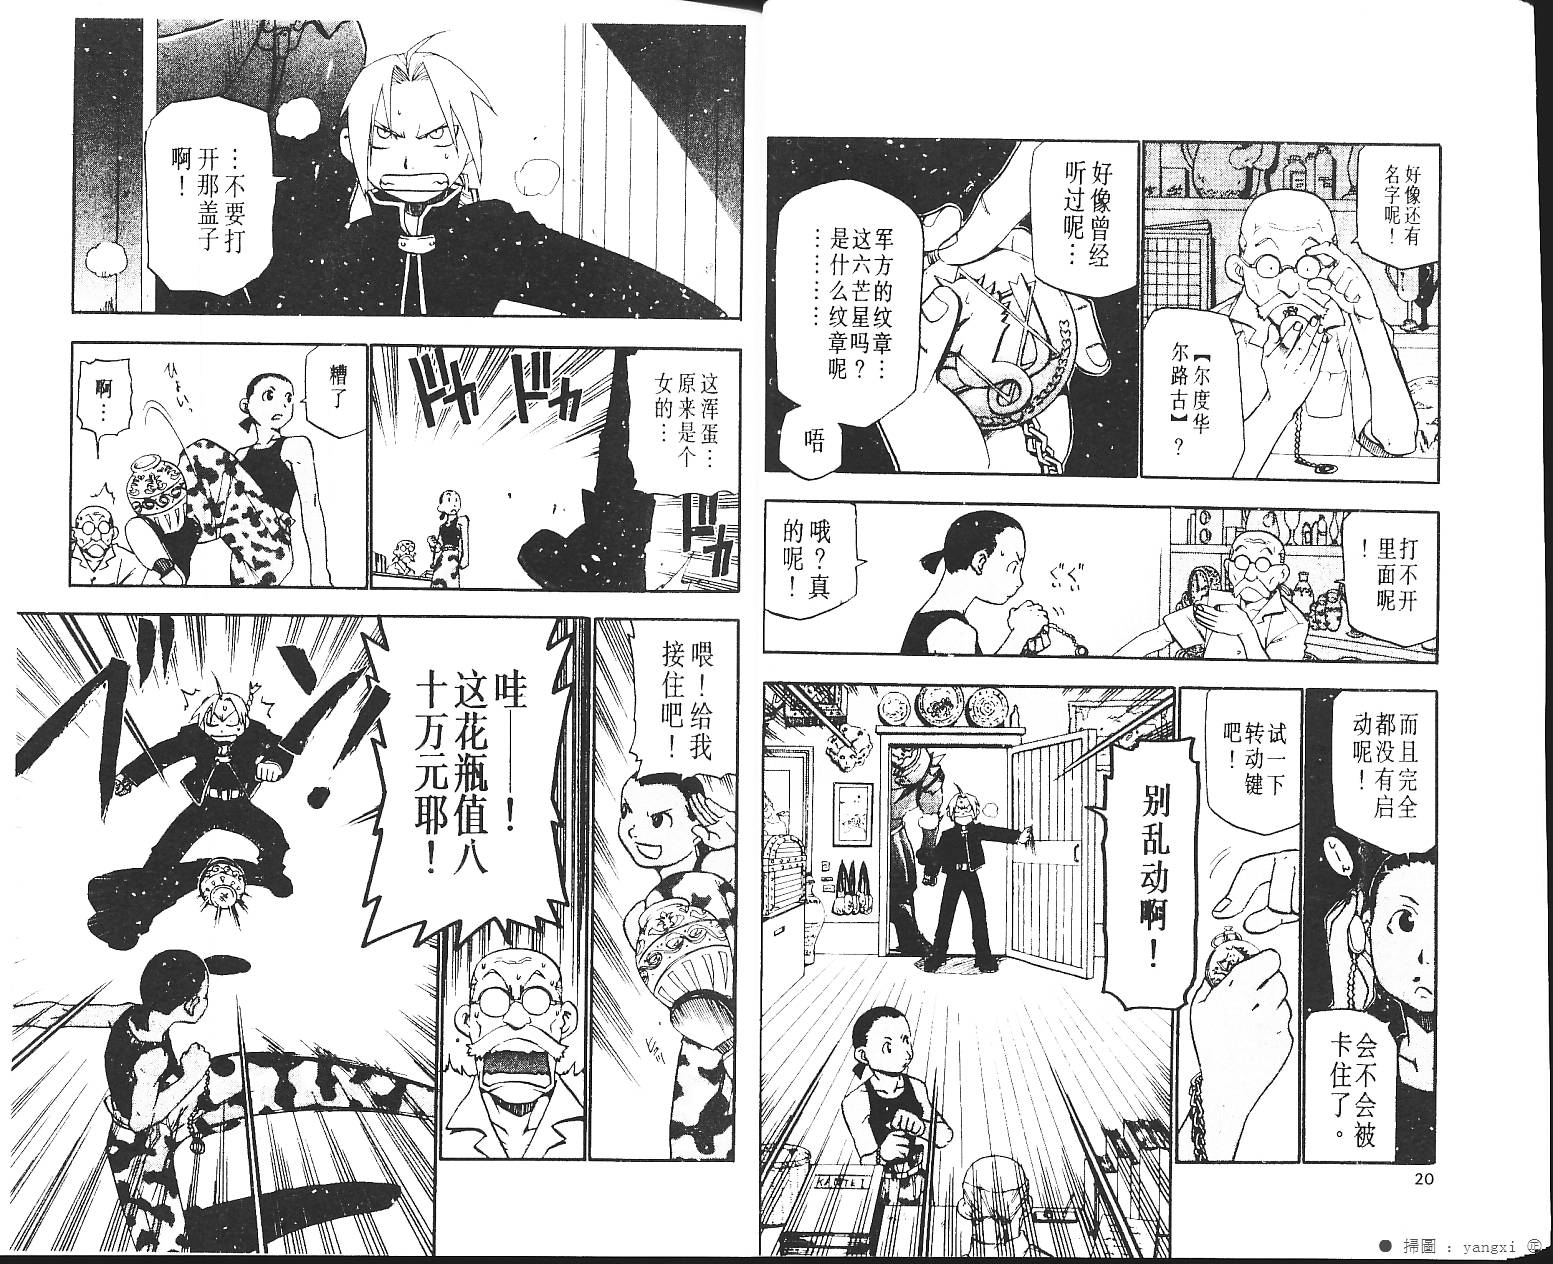 好像还有
名字呢！
【尔度华
尔路古】？
好像曾经
听过呢…
军方的纹章…
这六芒星吗？
是什么纹章呢
…………
唔
打不开
里面呢
！
ぐぐ
哦？真
的呢！
而且完全
都没有启
动呢！
会不会被
卡住了。
试一下
转动键
吧！
别乱动啊！
20
…不要打
开那盖子
啊！
这浑蛋…
原来是个
女的…
ドカ
ドカ
ドカ
糟了
ひょい
啊…
喂！给我
接住吧！
哇——！
这花瓶值八
十万元耶！
● 掃圖 : yangxi